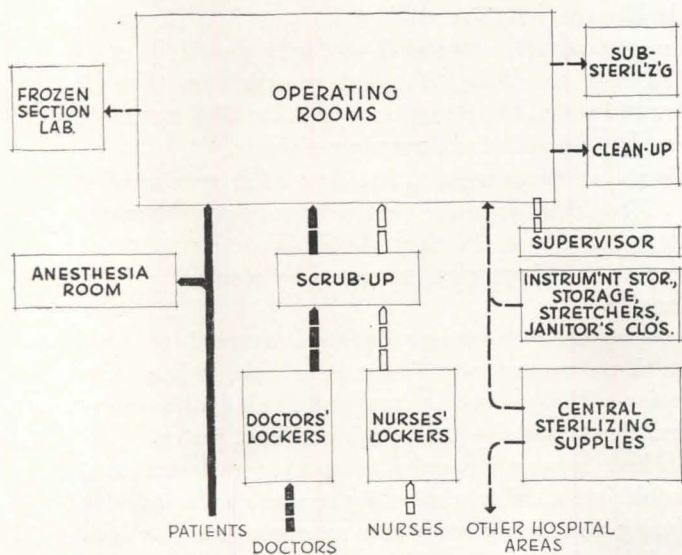 OPERATING
ROOMS
SUB-
STERIL'Z'G
FROZEN
SECTION
LAB.
CLEAN-UP
SUPERVISOR
ANESTHESIA
ROOM
SCRUB-UP
INSTRUM'NT STOR.,
STORAGE,
STRETCHERS,
JANITOR'S CLOS.
DOCTORS'
LOCKERS
NURSES'
LOCKERS
CENTRAL
STERILIZING
SUPPLIES
PATIENTS
DOCTORS
NURSES
OTHER HOSPITAL
AREAS